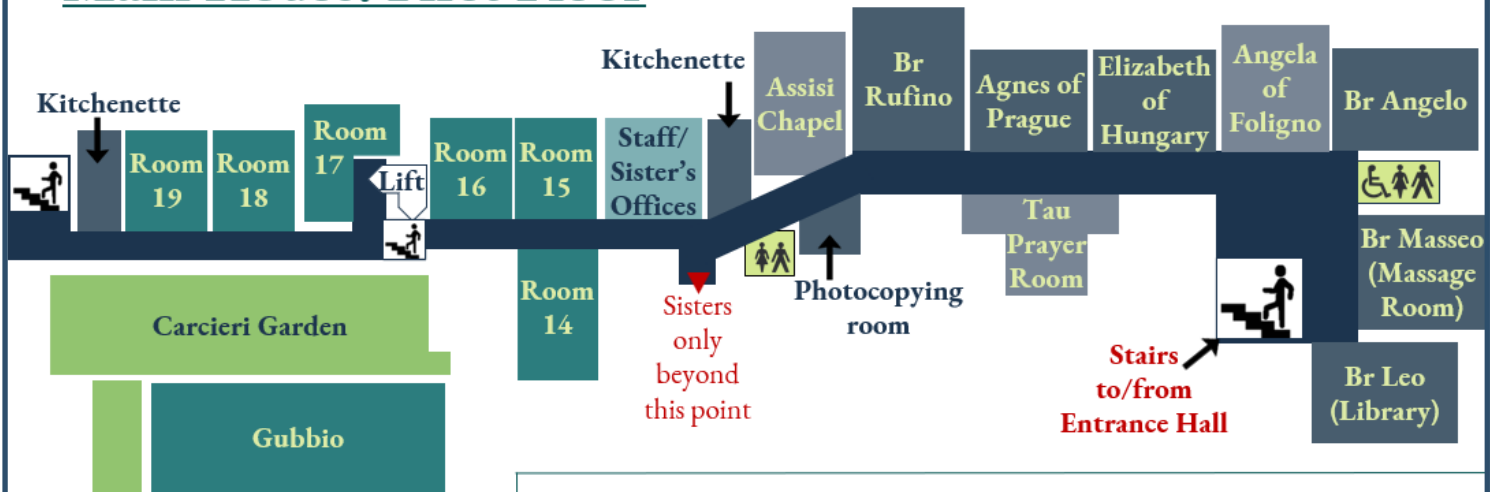 Kitchenette
Room
19
Room
18
Room
17
Lift
Room
16
Room
15
Staff/
Sister's
Offices
Kitchenette
Assisi
Chapel
Br
Rufino
Agnes of
Prague
Elizabeth
of
Hungary
Angela
of
Foligno
Br Angelo
Carcieri Garden
Gubbio
Room
14
Sisters
only
beyond
this point
Photocopying
room
Tau
Prayer
Room
Stairs
to/from
Entrance Hall
Br Masseo
(Massage
Room)
Br Leo
(Library)